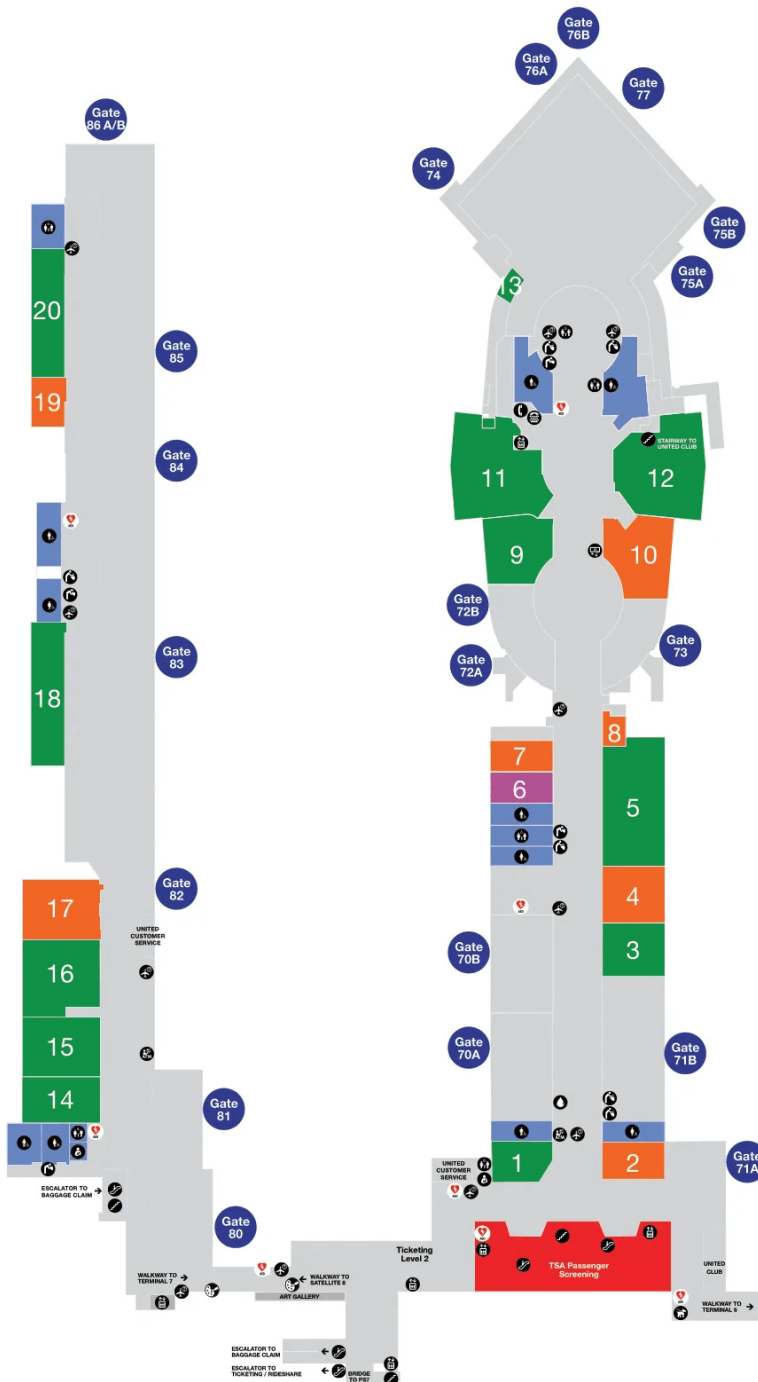 Gate
76B
Gate
76A
Gate
77
Gate
86 A/B
Gate
74
Gate
75B
Gate
75A
13
20
Gate
85
19
Gate
84
STAIRWAY TO
UNITED CLUB
11
12
9
10
Gate
72B
Gate
83
Gate
72A
Gate
73
18
8
7
6
5
Gate
82
17
4
UNITED
CUSTOMER
SERVICE
16
3
Gate
70B
15
Gate
70A
Gate
71B
14
Gate
81
1
2
Gate
71A
UNITED
CUSTOMER
SERVICE
ESCALATOR TO
BAGGAGE CLAIM
Gate
80
Ticketing
Level 2
TSA Passenger
Screening
UNITED
CLUB
WALKWAY TO
TERMINAL 7
WALKWAY TO
SATELLITE 8
ART GALLERY
WALKWAY TO
TERMINAL 6
ESCALATOR TO
BAGGAGE CLAIM
ESCALATOR TO
TICKETING / RIDESHARE
BRIDGE
TO PS7